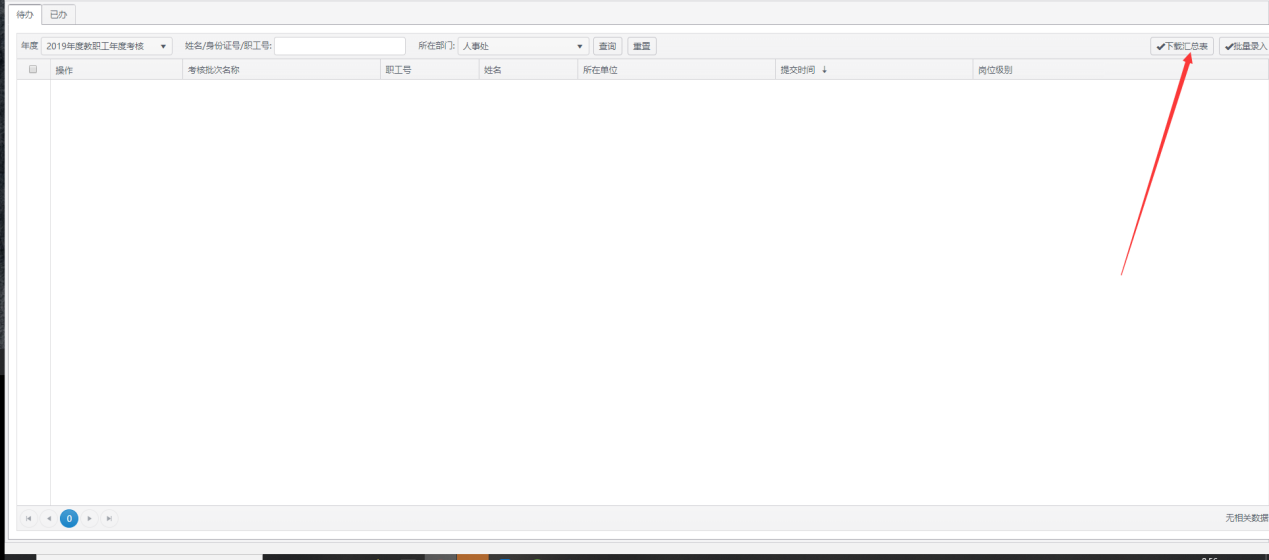 待办 已办
年度 2019年度教职工年度考核 姓名/身份证号/职工号: 所在部门: 人事处 查询 重置 下载汇总表 批量录入
操作 考核批次名称 职工号 姓名 所在单位 提交时间 岗位级别
0 无相关数据